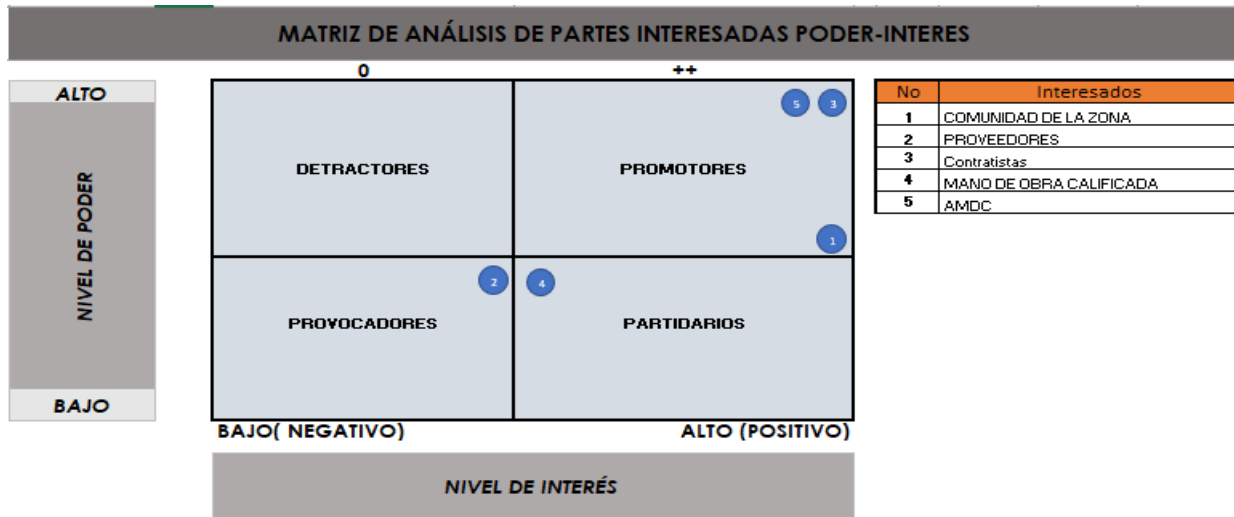 MATRIZ DE ANÁLISIS DE PARTES INTERESADAS PODER-INTERES
0 ++
ALTO
NIVEL DE PODER
BAJO
DETRACTORES
PROMOTORES
5 3
1
2
4
PROVOCADORES
PARTIDARIOS
BAJO( NEGATIVO) ALTO (POSITIVO)
NIVEL DE INTERÉS
No Interesados
1 COMUNIDAD DE LA ZONA
2 PROVEEDORES
3 Contratistas
4 MANO DE OBRA CALIFICADA
5 AMDC